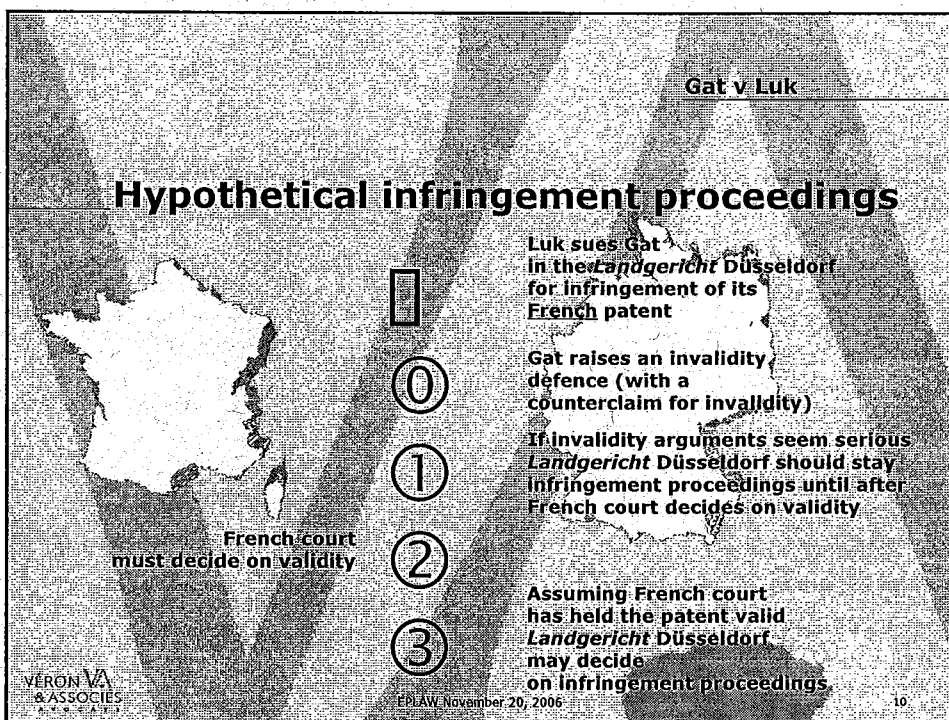 Gat v Luk
Hypothetical infringement proceedings
Luk sues Gat
in the Landgericht Düsseldorf
for infringement of its
French patent
0
Gat raises an invalidity
defence (with a
counterclaim for invalidity)
1
If invalidity arguments seem serious
Landgericht Düsseldorf should stay
infringement proceedings until after
French court decides on validity
French court
must decide on validity
2
3
Assuming French court
has held the patent valid
Landgericht Düsseldorf
may decide
on infringement proceedings
VÉRON VA
& ASSOCIÉS
AVOCATS
EPLAW November 20, 2006
10